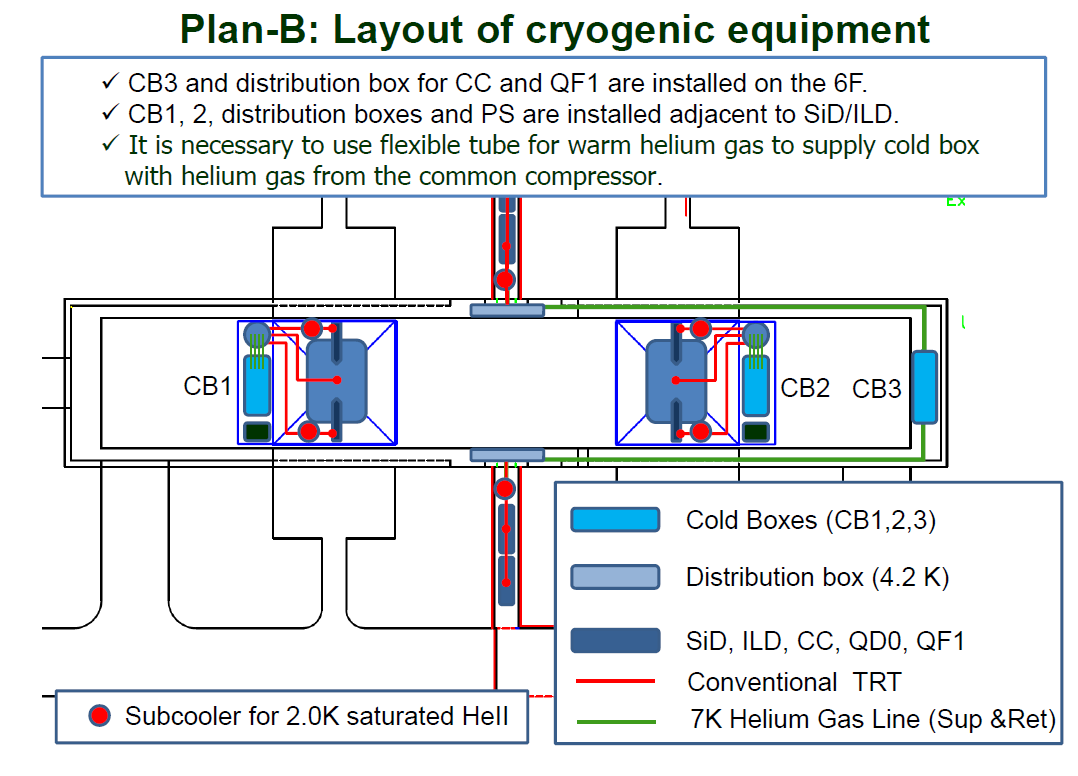 Plan-B: Layout of cryogenic equipment
✓ CB3 and distribution box for CC and QF1 are installed on the 6F.
✓ CB1, 2, distribution boxes and PS are installed adjacent to SiD/ILD.
✓ It is necessary to use flexible tube for warm helium gas to supply cold box
with helium gas from the common compressor.
Ex
CB1
CB2
CB3
Cold Boxes (CB1,2,3)
Distribution box (4.2 K)
SiD, ILD, CC, QD0, QF1
Conventional TRT
7K Helium Gas Line (Sup &Ret)
Subcooler for 2.0K saturated HeII